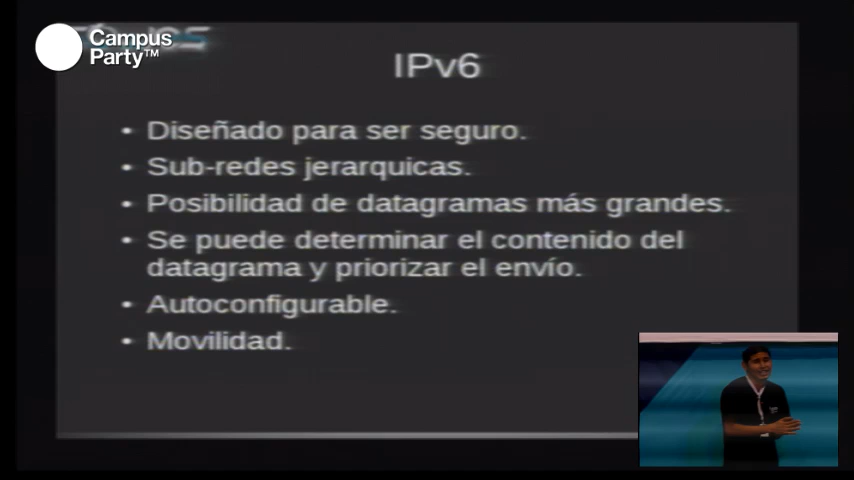 Campus
Party™
IPv6
• Diseñado para ser seguro.
• Sub-redes jerarquicas.
• Posibilidad de datagramas más grandes.
• Se puede determinar el contenido del
datagrama y priorizar el envío.
• Autoconfigurable.
• Movilidad.